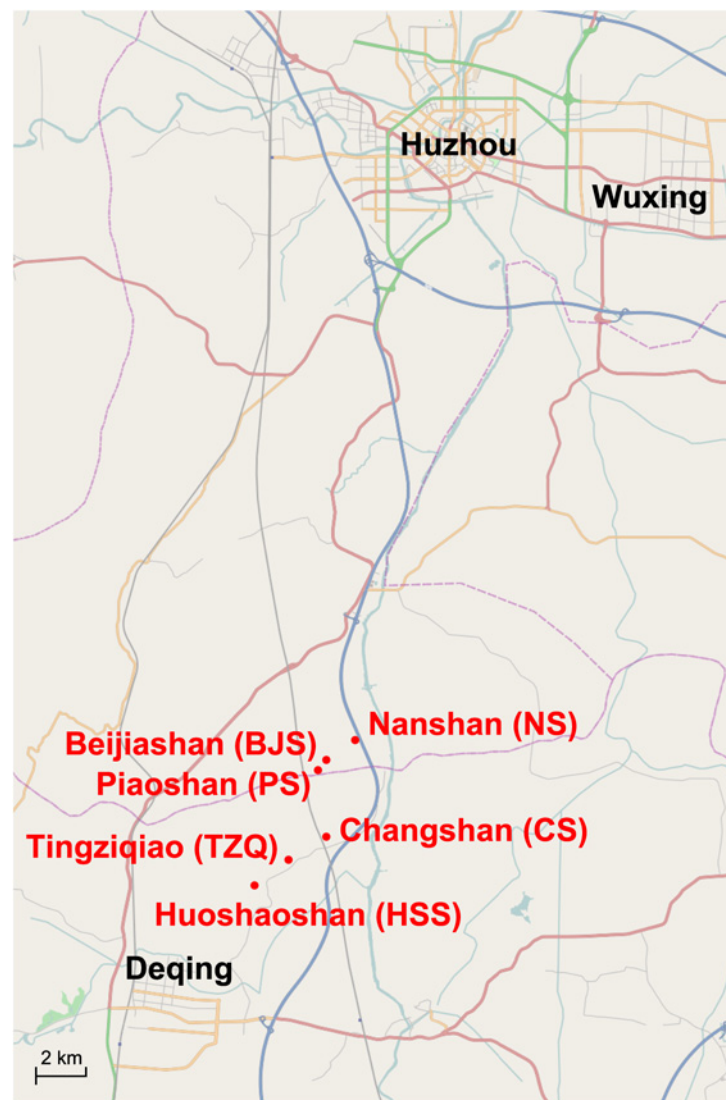 Huzhou
Wuxing
Nanshan (NS)
Beijiashan (BJS)
Piaoshan (PS)
Changshan (CS)
Tingziqiao (TZQ)
Huoshaoshan (HSS)
Deqing
2 km